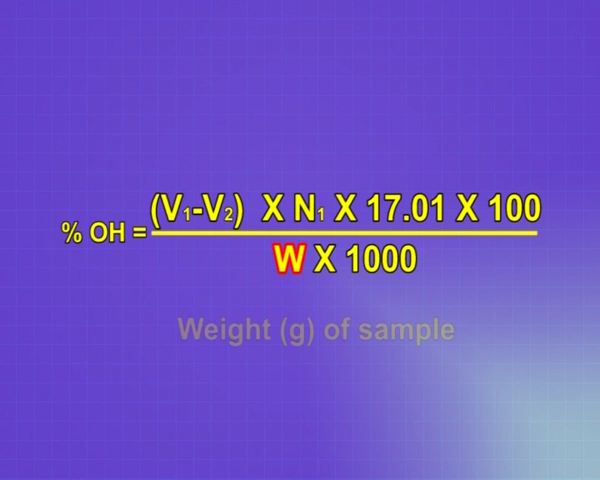 % OH = (V₁-V₂) X N₁ X 17.01 X 100
W X 1000
Weight (g) of sample